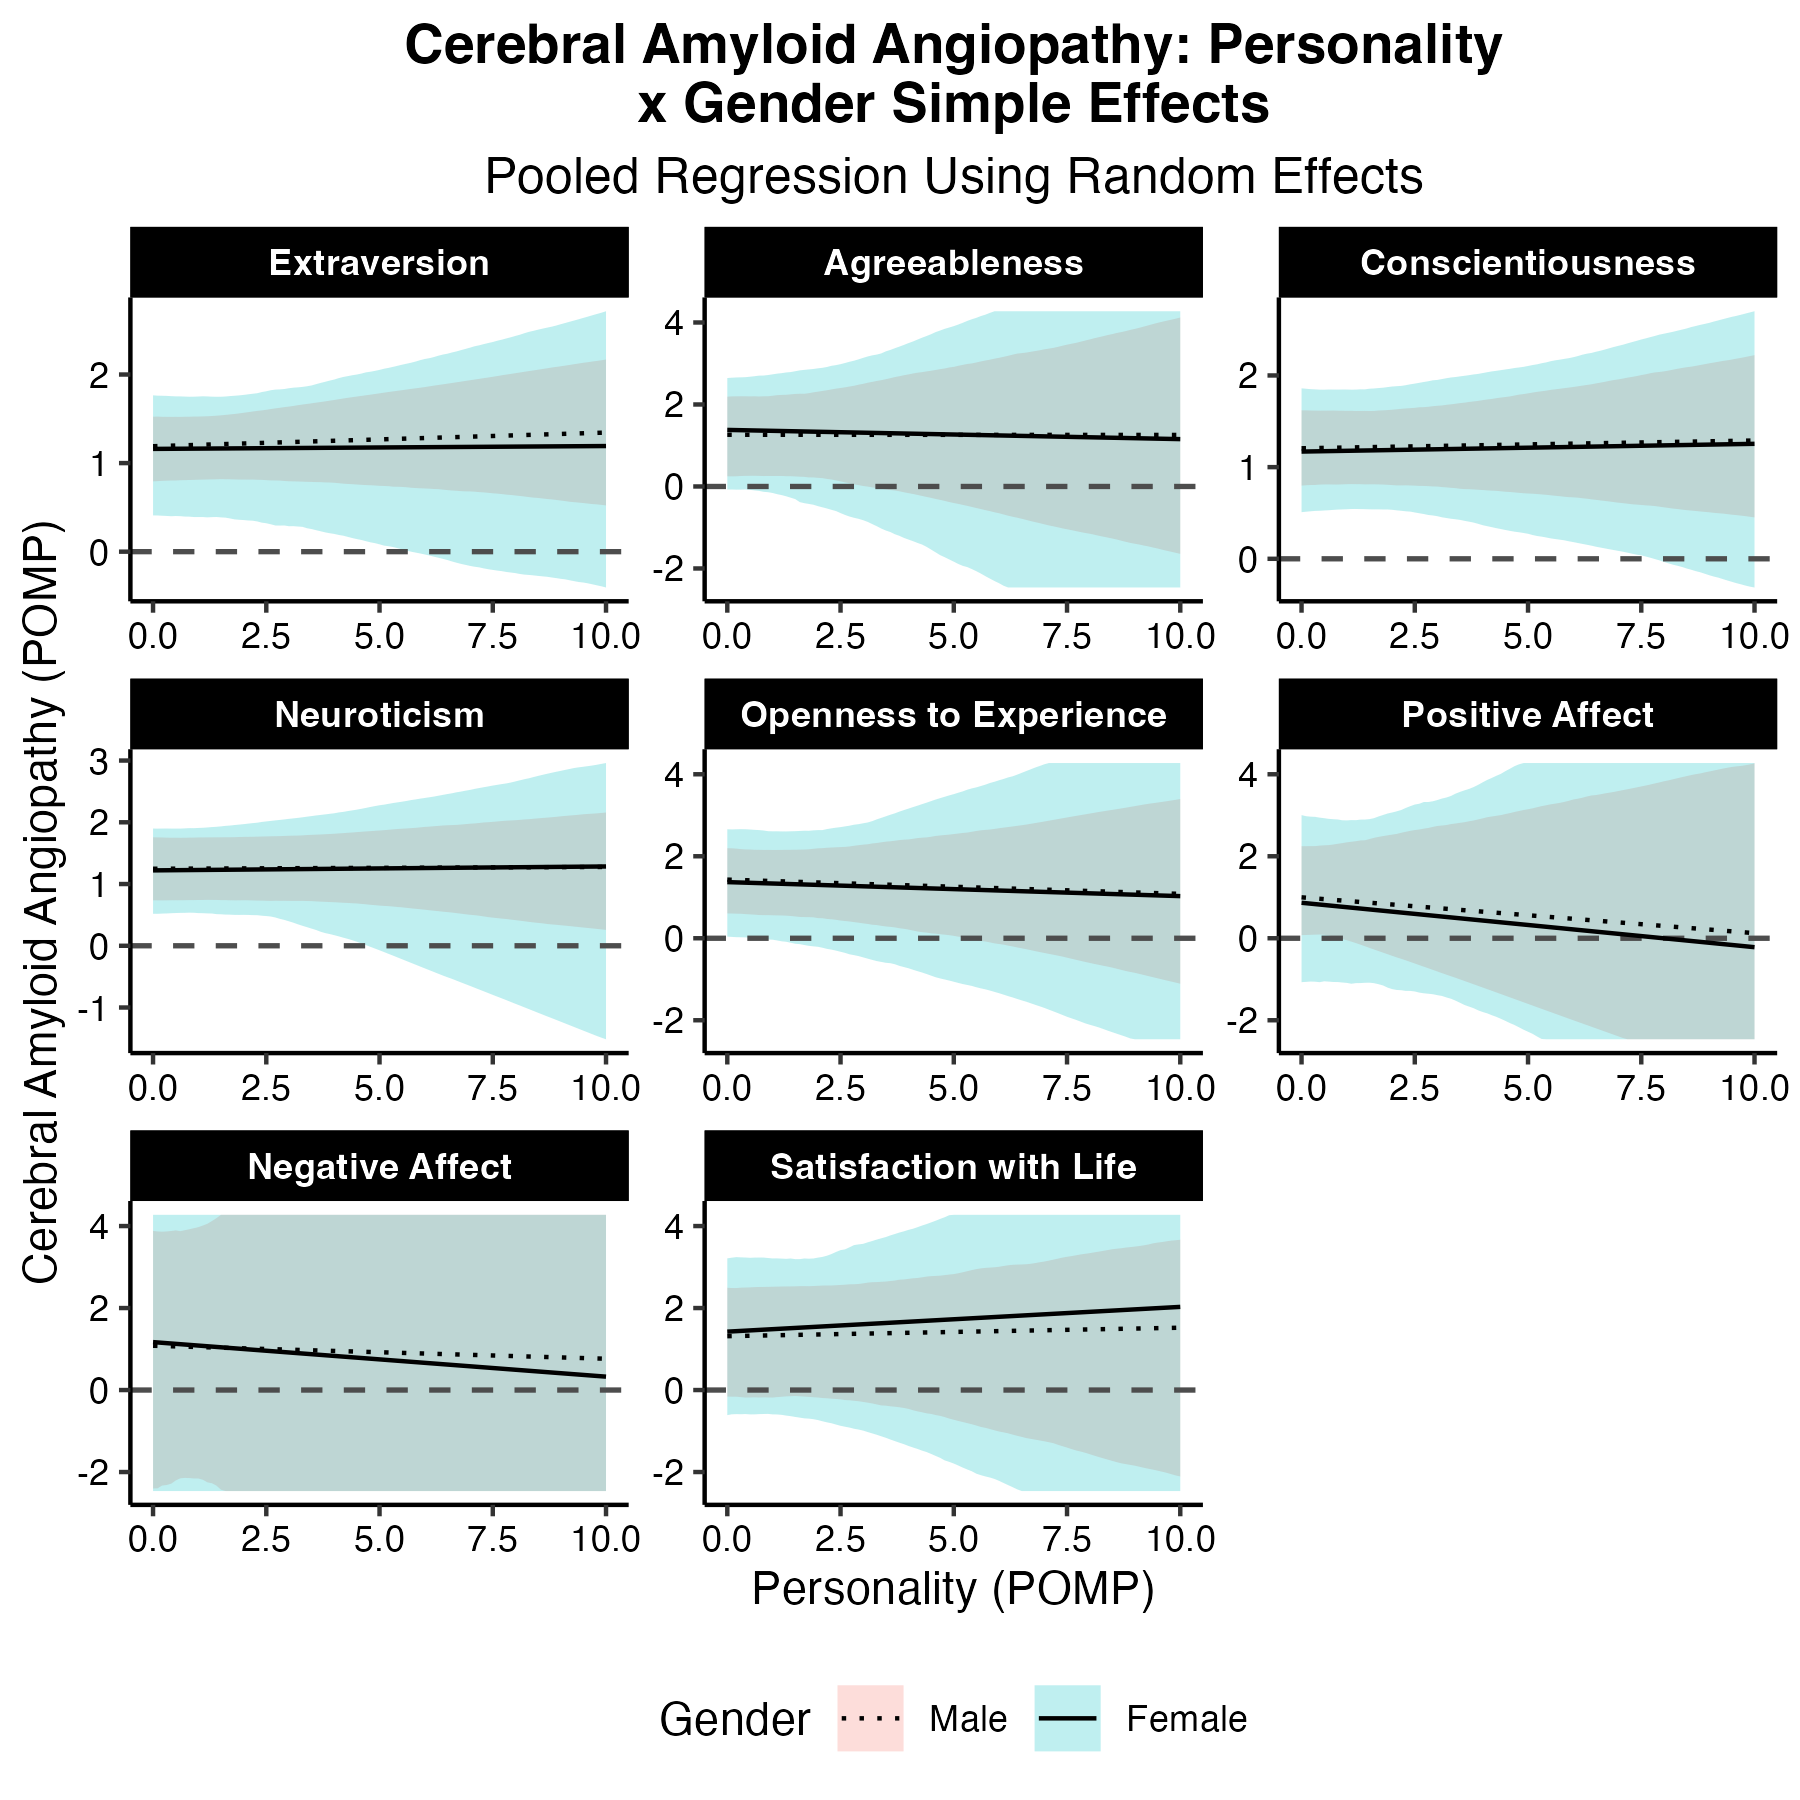 Cerebral Amyloid Angiopathy: Personality
x Gender Simple Effects
Pooled Regression Using Random Effects
Cerebral Amyloid Angiopathy (POMP)
Extraversion
2
1
0
0.0 2.5 5.0 7.5 10.0
Agreeableness
4
2
0
-2
0.0 2.5 5.0 7.5 10.0
Conscientiousness
2
1
0
0.0 2.5 5.0 7.5 10.0
Neuroticism
3
2
1
0
-1
0.0 2.5 5.0 7.5 10.0
Openness to Experience
4
2
0
-2
0.0 2.5 5.0 7.5 10.0
Positive Affect
4
2
0
-2
0.0 2.5 5.0 7.5 10.0
Negative Affect
4
2
0
-2
0.0 2.5 5.0 7.5 10.0
Satisfaction with Life
4
2
0
-2
0.0 2.5 5.0 7.5 10.0
Personality (POMP)
Gender Male Female